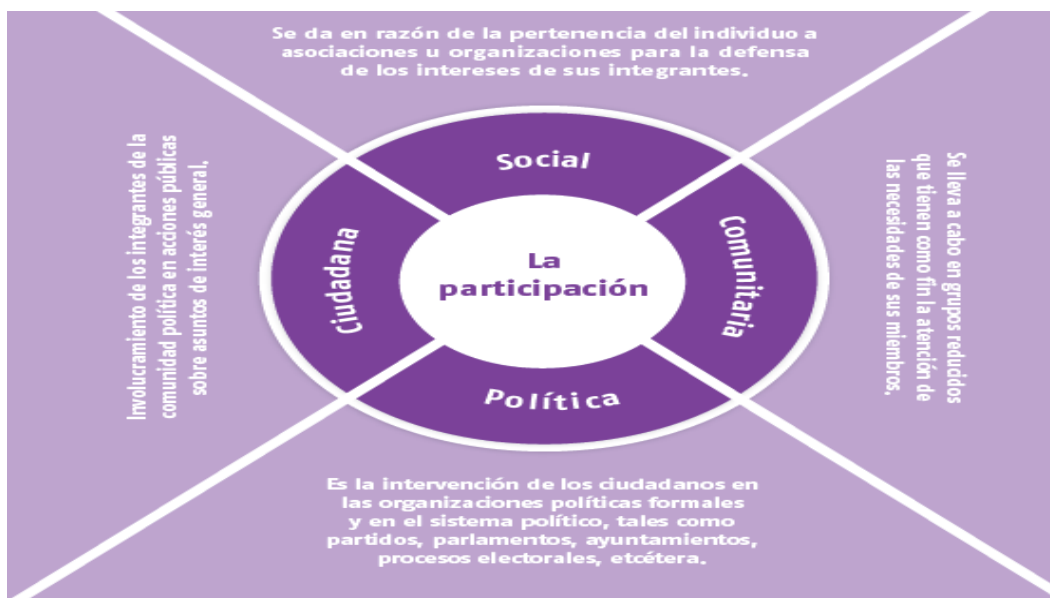 Se da en razón de la pertenencia del individuo a
asociaciones u organizaciones para la defensa
de los intereses de sus integrantes.
Social
Involucramiento de los integrantes de la
comunidad política en acciones públicas
sobre asuntos de interés general.
Ciudadana
La
participación
Comunitaria
Se lleva a cabo en grupos reducidos
que tienen como fin la atención de
las necesidades de sus miembros.
Política
Es la intervención de los ciudadanos en
las organizaciones políticas formales
y en el sistema político, tales como
partidos, parlamentos, ayuntamientos,
procesos electorales, etcétera.